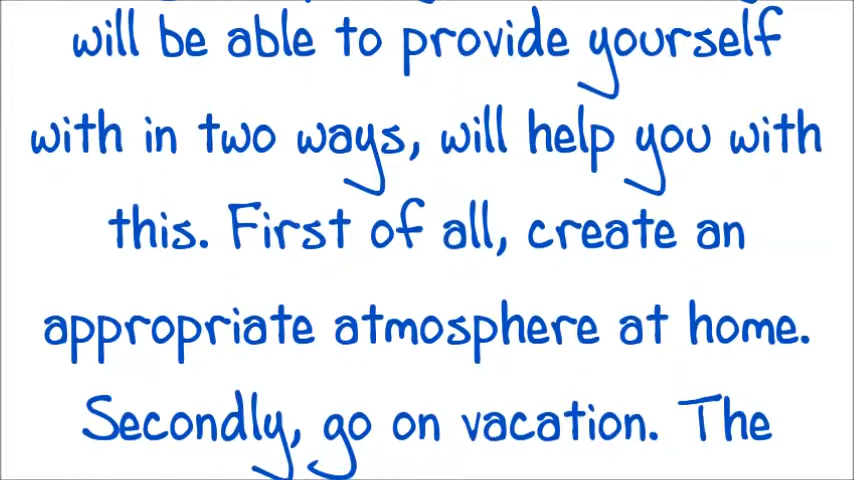 will be able to provide yourself
with in two ways, will help you with
this. First of all, create an
appropriate atmosphere at home.
Secondly, go on vacation. The